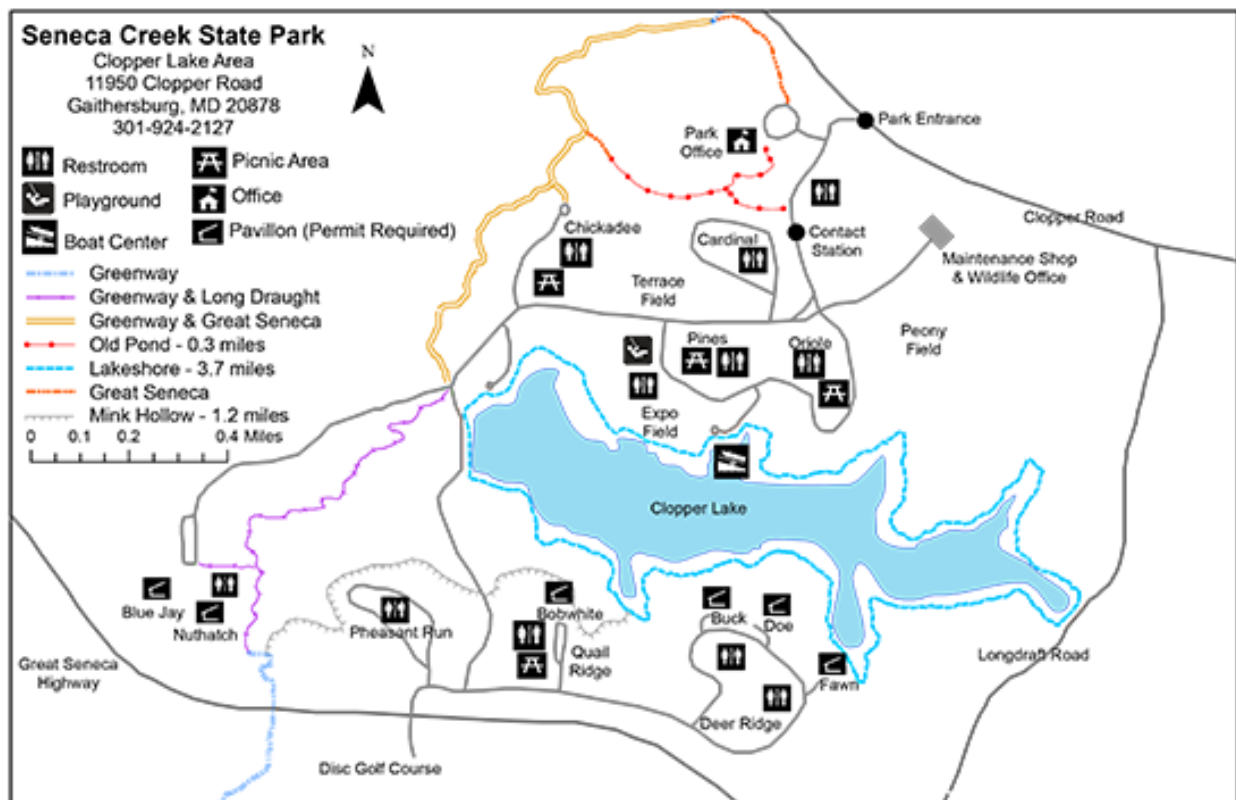 Seneca Creek State Park
Clopper Lake Area
11950 Clopper Road
Gaithersburg, MD 20878
301-924-2127
Restroom
Picnic Area
Playground
Office
Boat Center
Pavillon (Permit Required)
Greenway
Greenway & Long Draught
Greenway & Great Seneca
Old Pond - 0.3 miles
Lakeshore - 3.7 miles
Great Seneca
Mink Hollow - 1.2 miles
0 0.1 0.2 0.4 Miles
N
Park Entrance
Park
Office
Clopper Road
Chickadee
Cardinal
Contact
Station
Maintenance Shop
& Wildlife Office
Terrace
Field
Peony
Field
Pines
Oriole
Expo
Field
Clopper Lake
Blue Jay
Nuthatch
Pheasant Run
Bobwhite
Quail
Ridge
Buck
Doe
Fawn
Longdraft Road
Great Seneca
Highway
Deer Ridge
Disc Golf Course